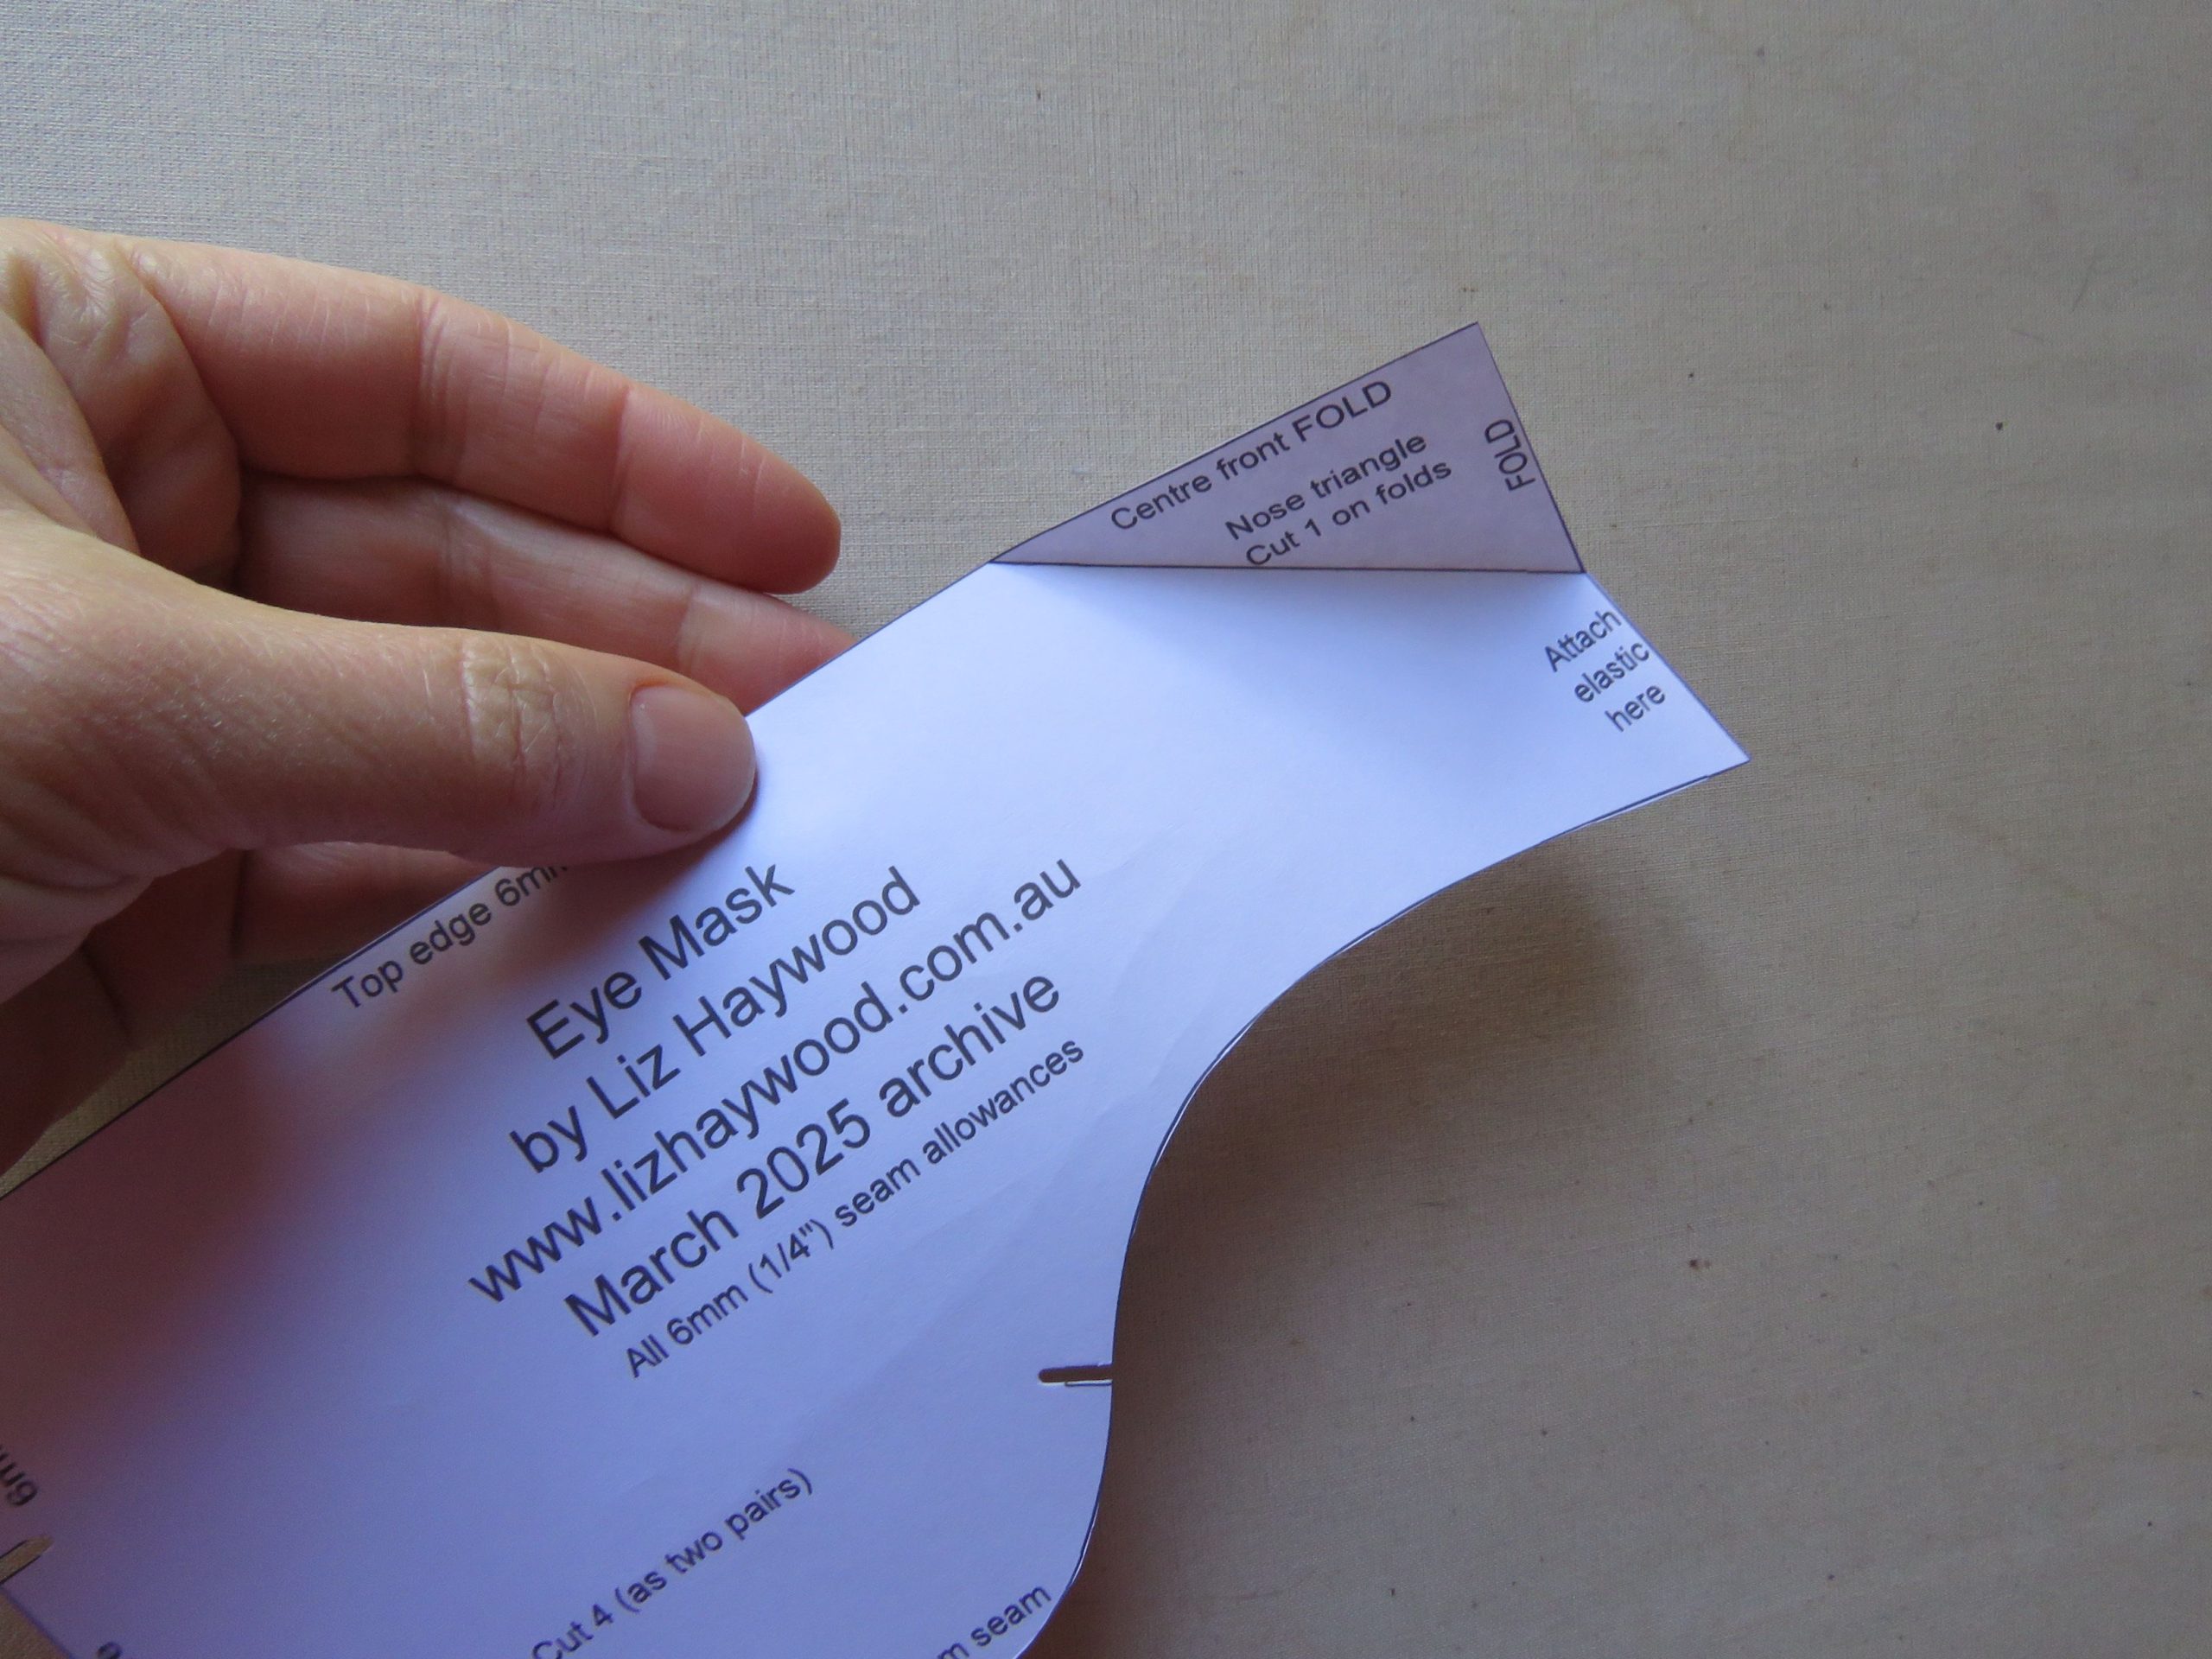 Centre front FOLD
Nose triangle
Cut 1 on folds
FOLD
Attach
elastic
here
Top edge 6mm
Eye Mask
by Liz Haywood
www.lizhaywood.com.au
March 2025 archive
All 6mm (1/4") seam allowances
Cut 4 (as two pairs)
seam